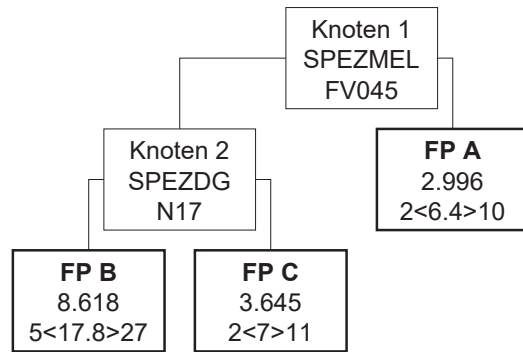 Knoten 1
SPEZMEL
FV045
Knoten 2
SPEZDG
N17
FP A
2.996
2<6.4>10
FP B
8.618
5<17.8>27
FP C
3.645
2<7>11